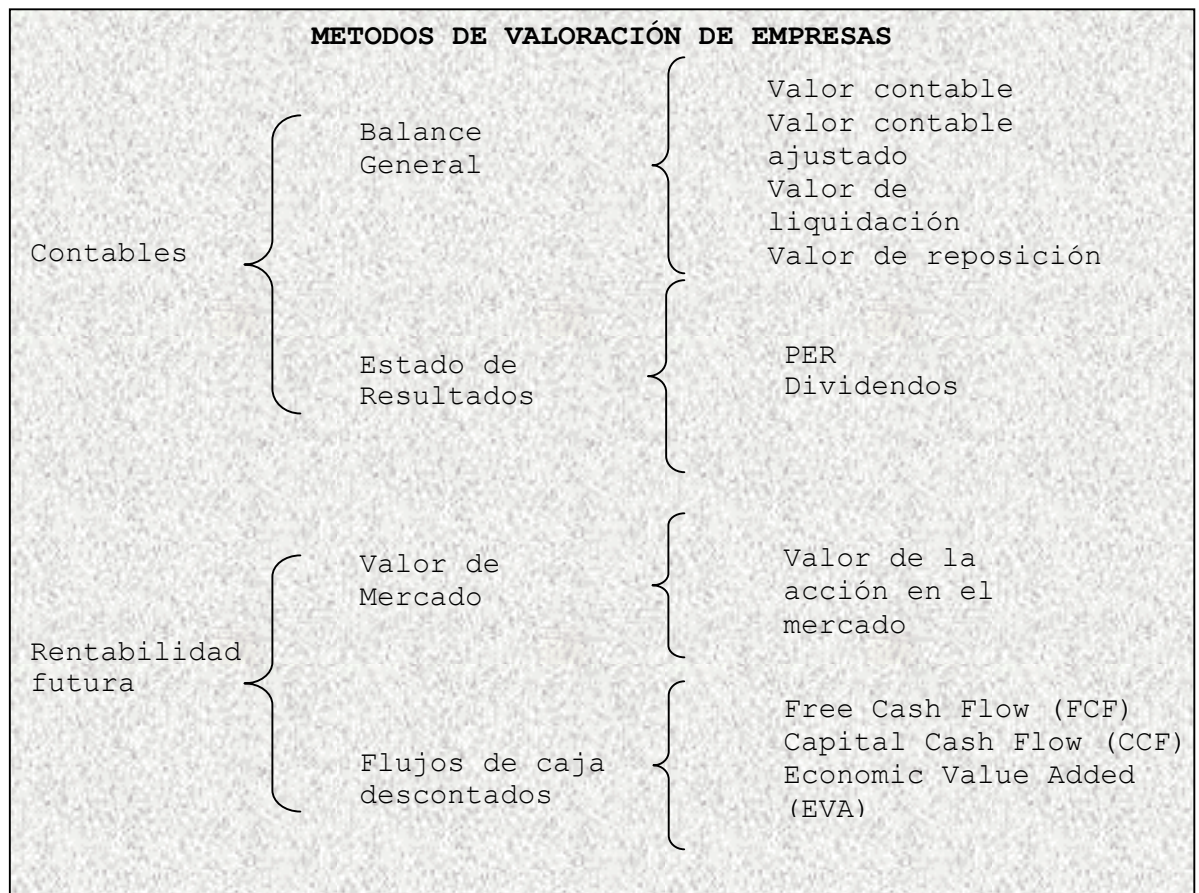 METODOS DE VALORACIÓN DE EMPRESAS
Contables
Balance
General
Valor contable
Valor contable
ajustado
Valor de
liquidación
Valor de reposición
Estado de
Resultados
PER
Dividendos
Rentabilidad
futura
Valor de
Mercado
Valor de la
acción en el
mercado
Flujos de caja
descontados
Free Cash Flow (FCF)
Capital Cash Flow (CCF)
Economic Value Added
(EVA)